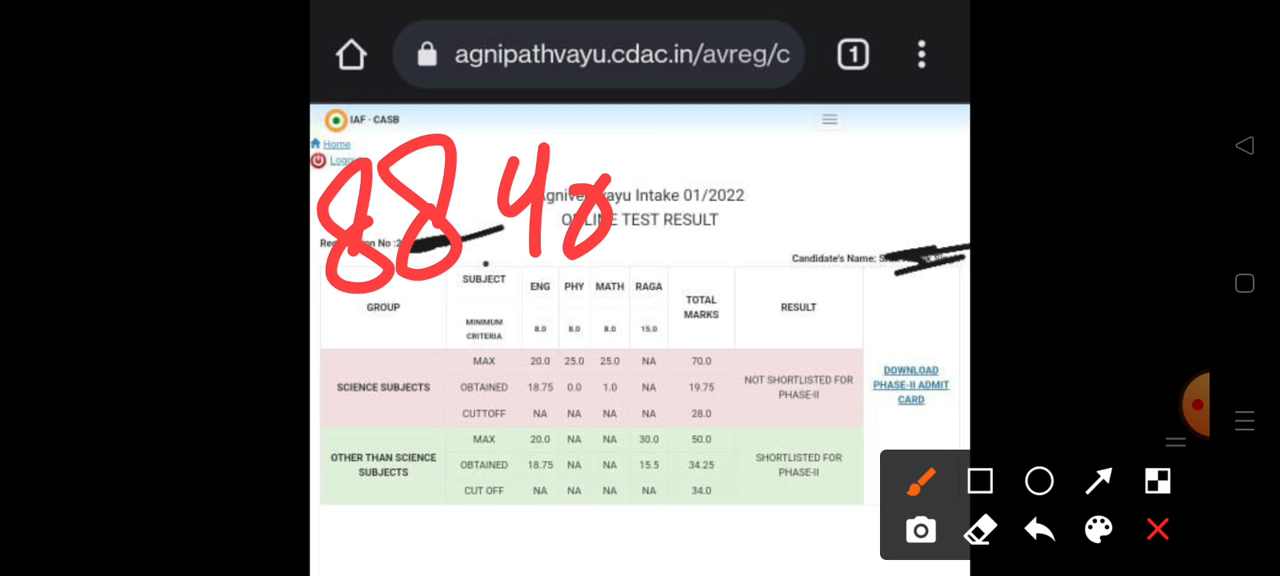 agnipathvayu.cdac.in/avreg/c 1
IAF - CASB
Home
88 48
Intake 01/2022
ONLINE TEST RESULT
No :2
Candidate's Name:
GROUP SUBJECT ENG PHY MATH RAGA TOTAL MARKS RESULT
MINIMUM CRITERIA 8.0 8.0 8.0 15.0
SCIENCE SUBJECTS MAX 20.0 25.0 25.0 NA 70.0
OBTAINED 18.75 0.0 1.0 NA 19.75 NOT SHORTLISTED FOR PHASE-II
CUTTOFF NA NA NA NA 28.0
DOWNLOAD
PHASE-II ADMIT
CARD
OTHER THAN SCIENCE SUBJECTS MAX 20.0 NA NA 30.0 50.0
OBTAINED 18.75 NA NA 15.5 34.25 SHORTLISTED FOR PHASE-II
CUT OFF NA NA NA NA 34.0